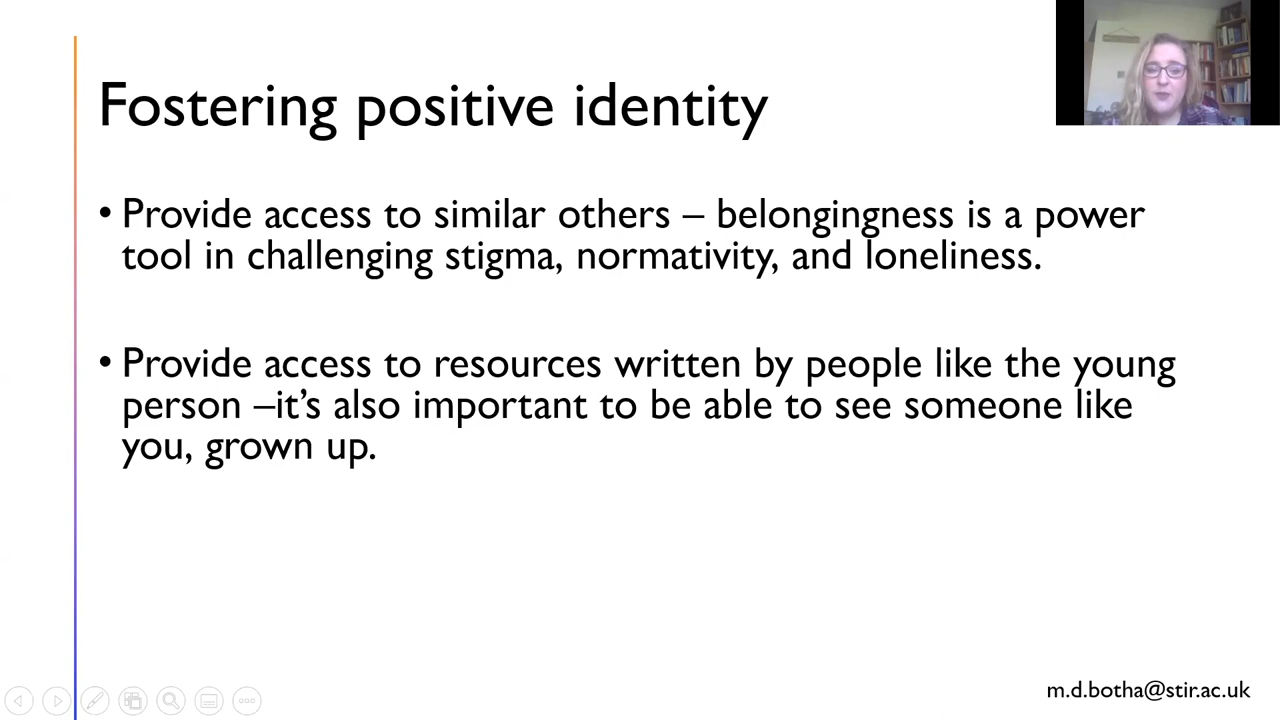 Fostering positive identity
• Provide access to similar others – belongingness is a power
tool in challenging stigma, normativity, and loneliness.
• Provide access to resources written by people like the young
person –it’s also important to be able to see someone like
you, grown up.
m.d.botha@stir.ac.uk